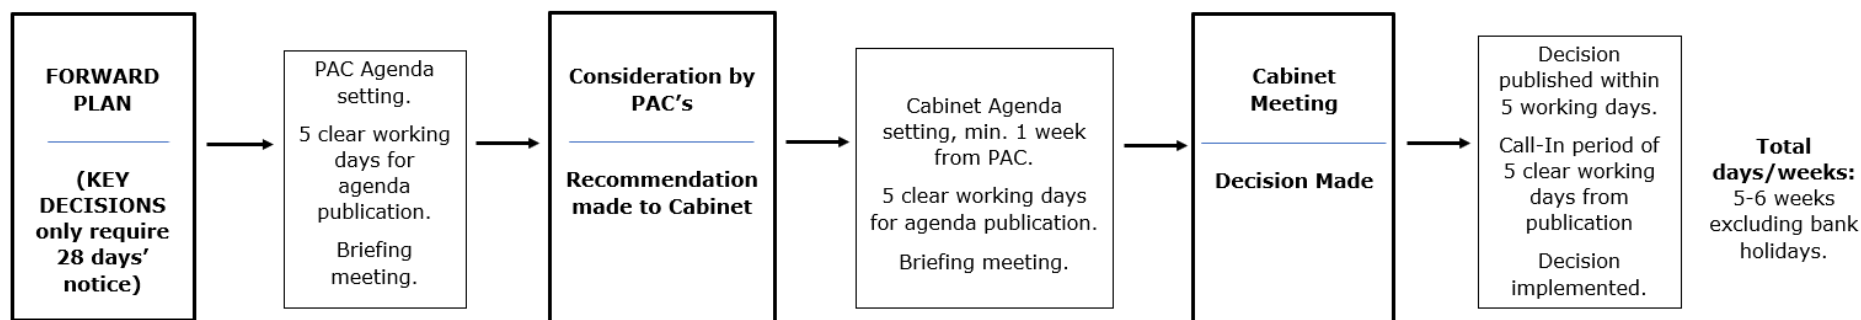 FORWARD
PLAN
(KEY
DECISIONS
only require
28 days’
notice)
PAC Agenda
setting.
5 clear working
days for
agenda
publication.
Briefing
meeting.
Consideration by
PAC’s
Recommendation
made to Cabinet
Cabinet Agenda
setting, min. 1 week
from PAC.
5 clear working days
for agenda publication.
Briefing meeting.
Cabinet
Meeting
Decision Made
Decision
published within
5 working days.
Call-In period of
5 clear working
days from
publication
Decision
implemented.
Total
days/weeks:
5-6 weeks
excluding bank
holidays.